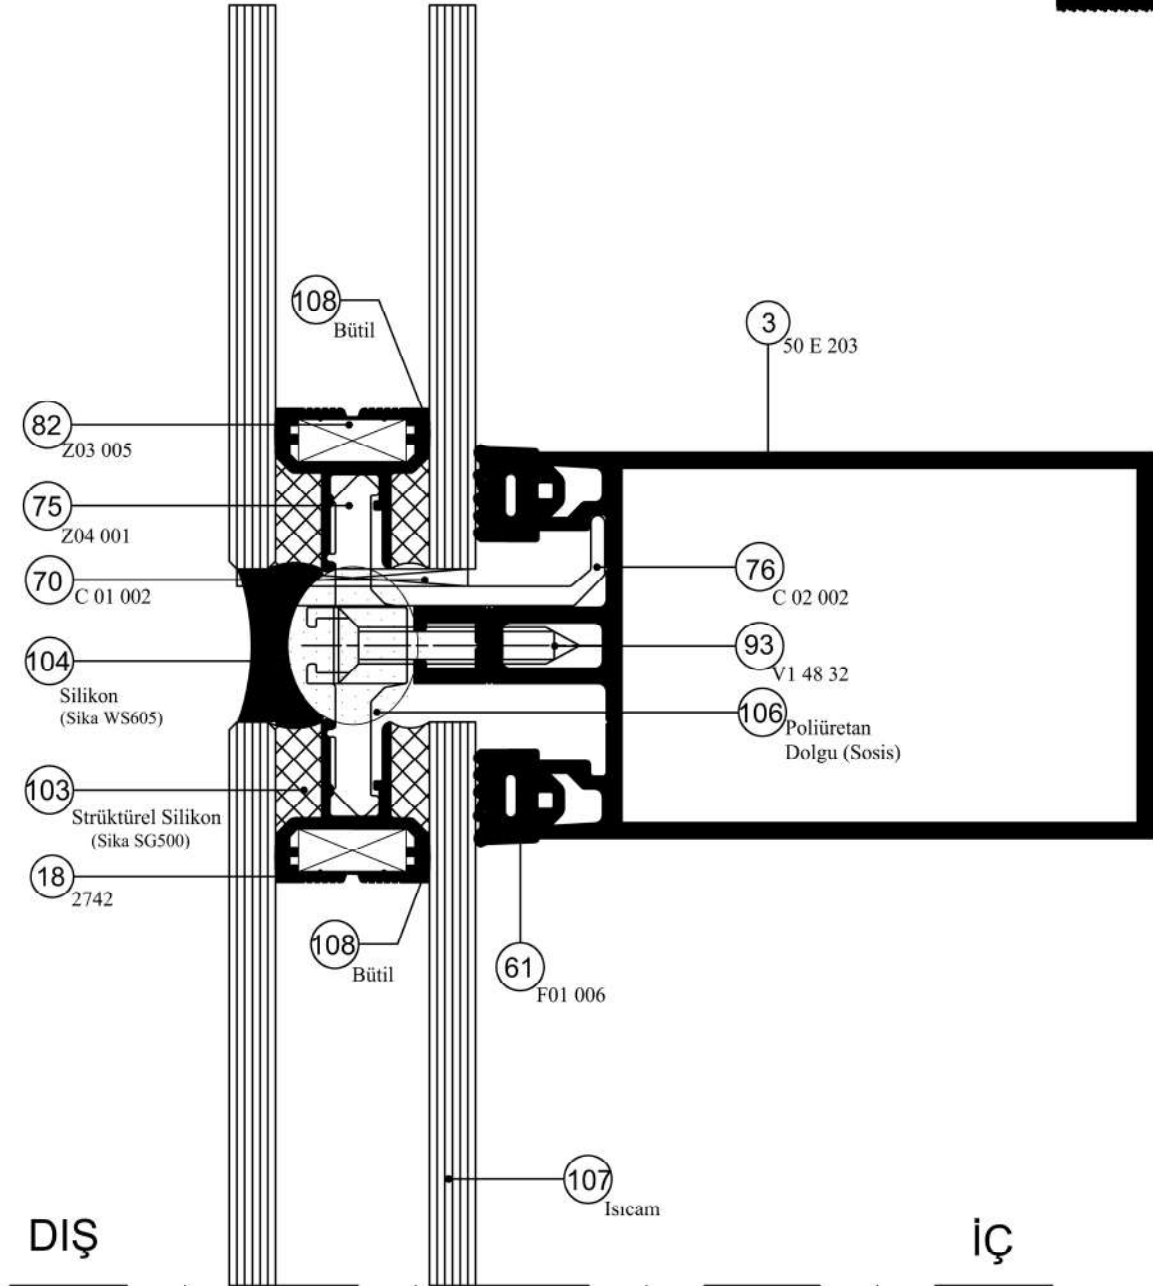 108
Bütil
3
50 E 203
82
Z03 005
75
Z04 001
70
C 01 002
76
C 02 002
104
Silikon
(Sika WS605)
93
V1 48 32
106
Poliüretan
Dolgu (Sosis)
103
Strüktürel Silikon
(Sika SG500)
18
2742
108
Bütil
61
F01 006
107
Isıcam
DIŞ
İÇ